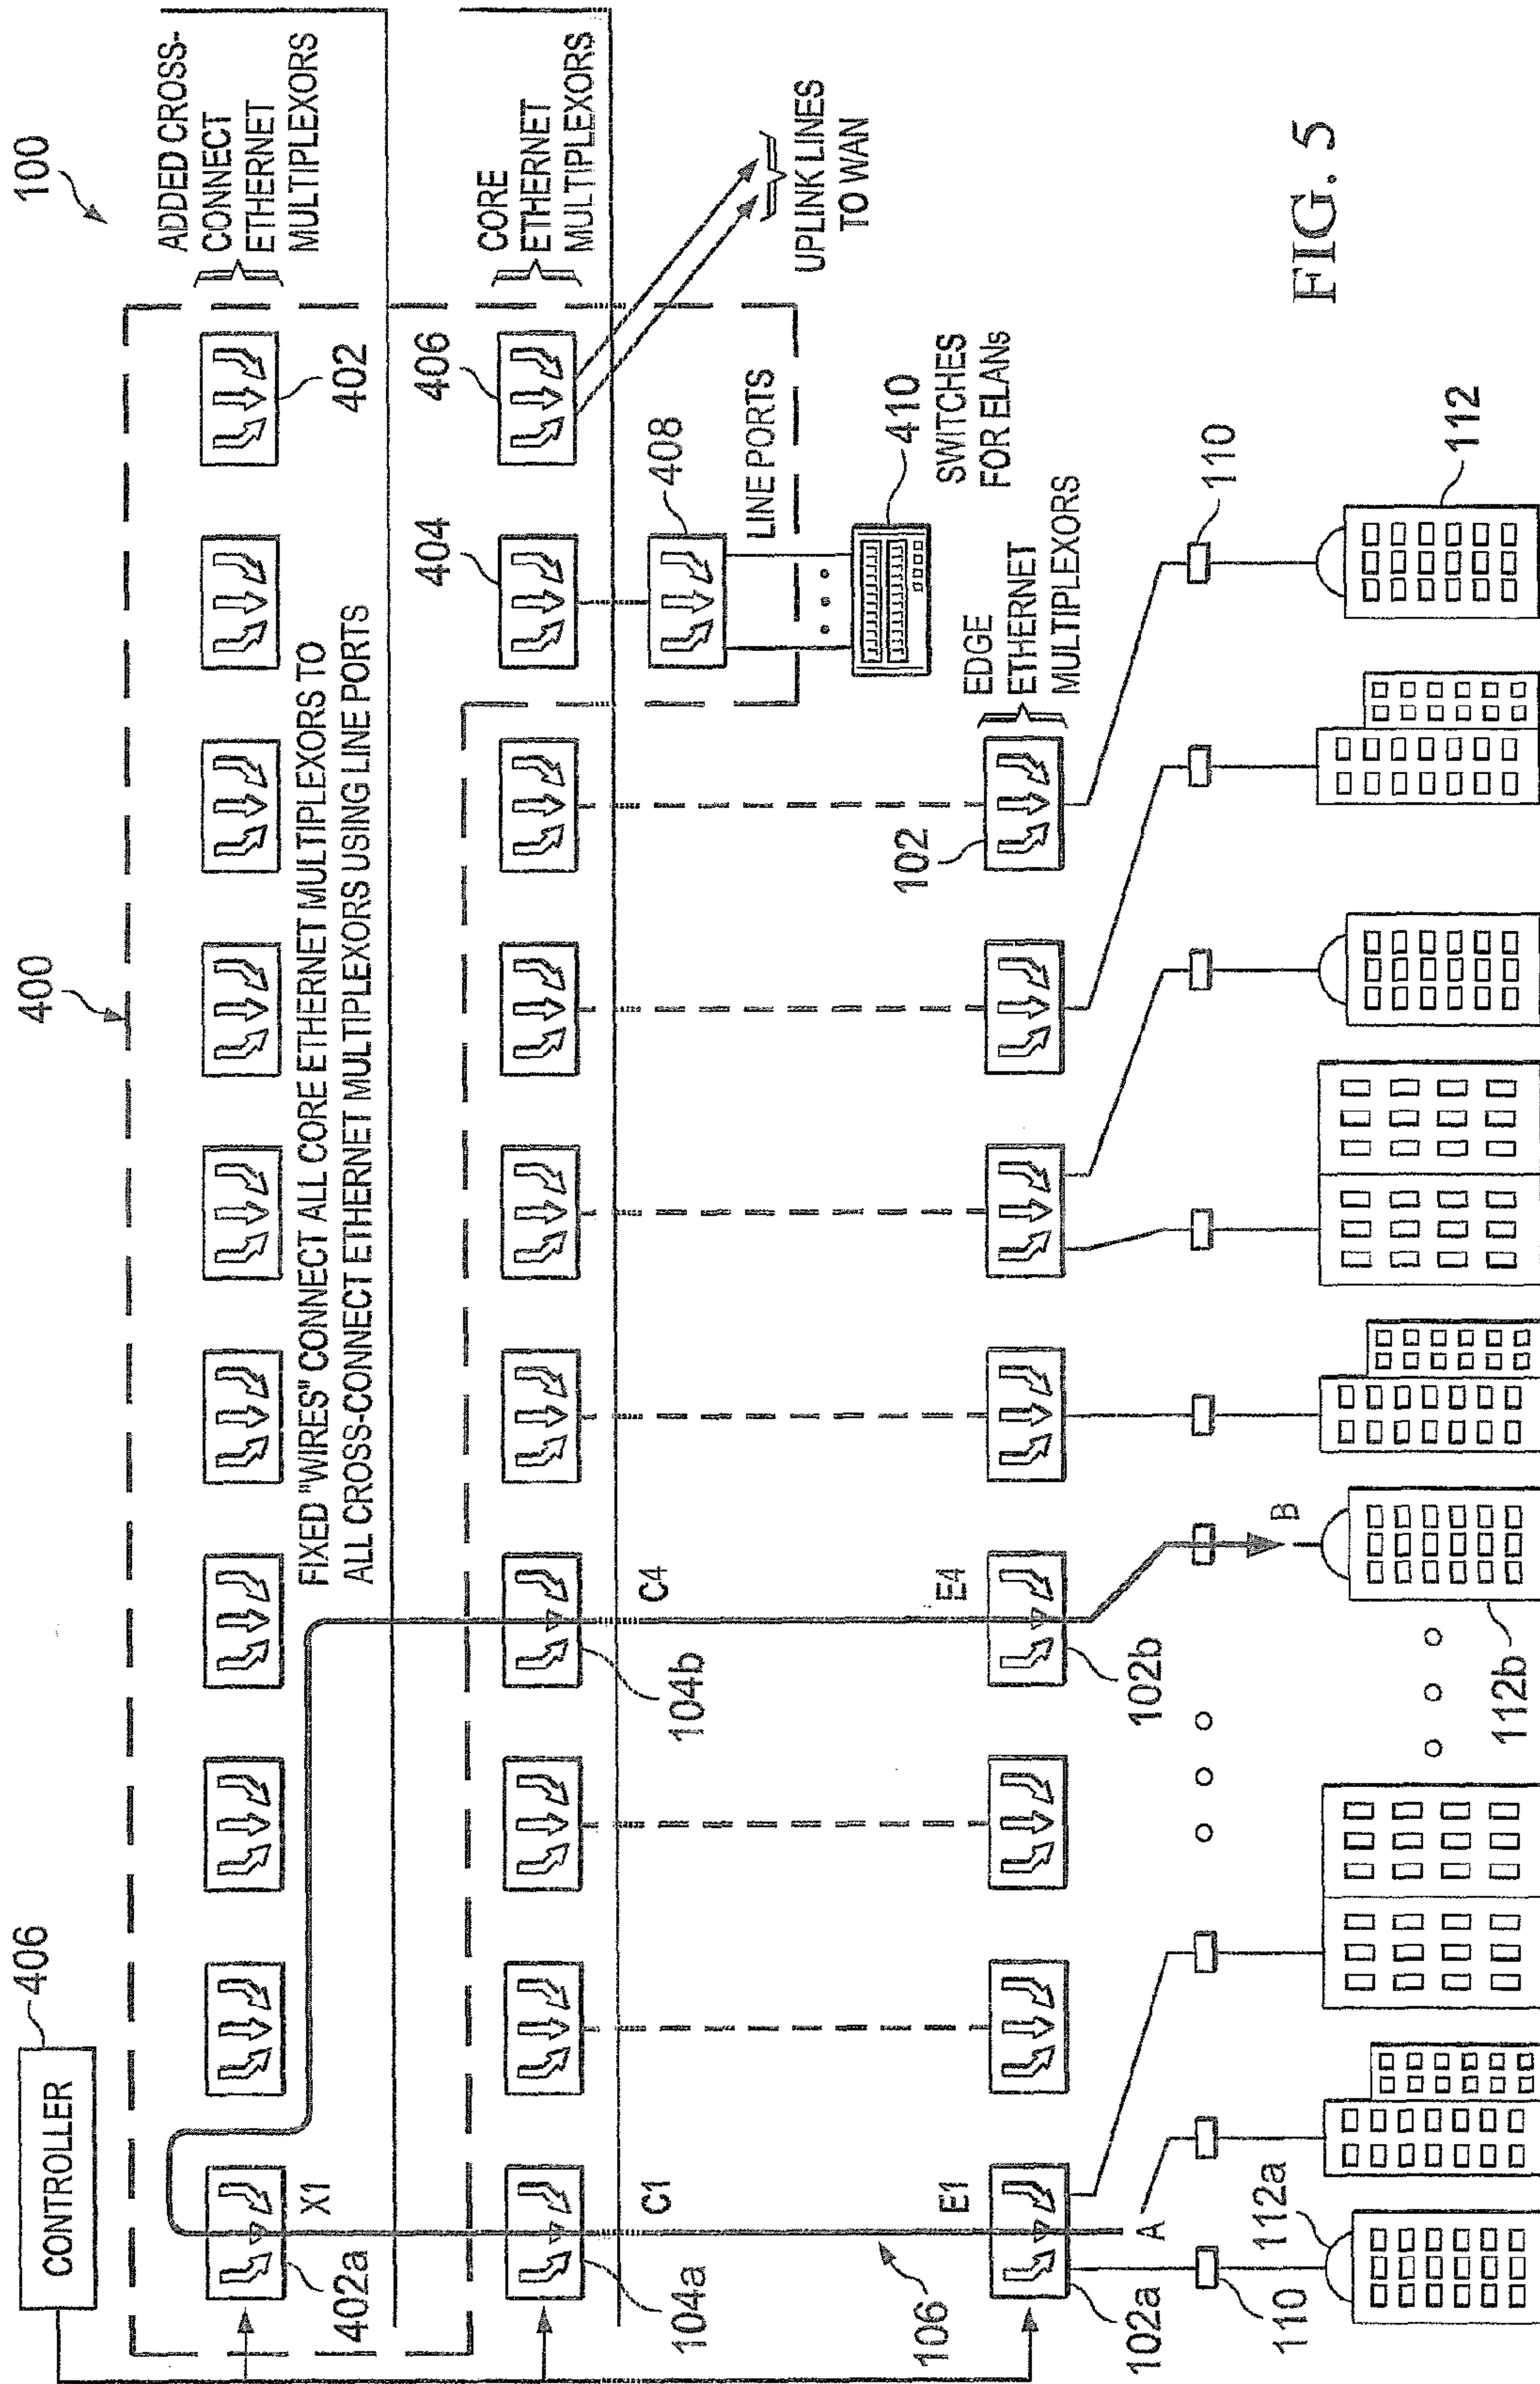 100
400
CONTROLLER
406
ADDED CROSS-
CONNECT
ETHERNET
MULTIPLEXORS
402
402a
X1
FIXED "WIRES" CONNECT ALL CORE ETHERNET MULTIPLEXORS TO
ALL CROSS-CONNECT ETHERNET MULTIPLEXORS USING LINE PORTS
CORE
ETHERNET
MULTIPLEXORS
404
406
104a
104b
C1
C4
408
LINE PORTS
UPLINK LINES
TO WAN
410
SWITCHES
FOR ELANs
106
E1
E4
102
EDGE
ETHERNET
MULTIPLEXORS
102a
102b
A
B
110
110
112a
112b
112
FIG. 5